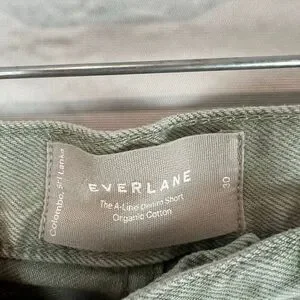 Colombo, Sri Lanka
EVERLANE
The A-Line Denim Short
Organic Cotton
30